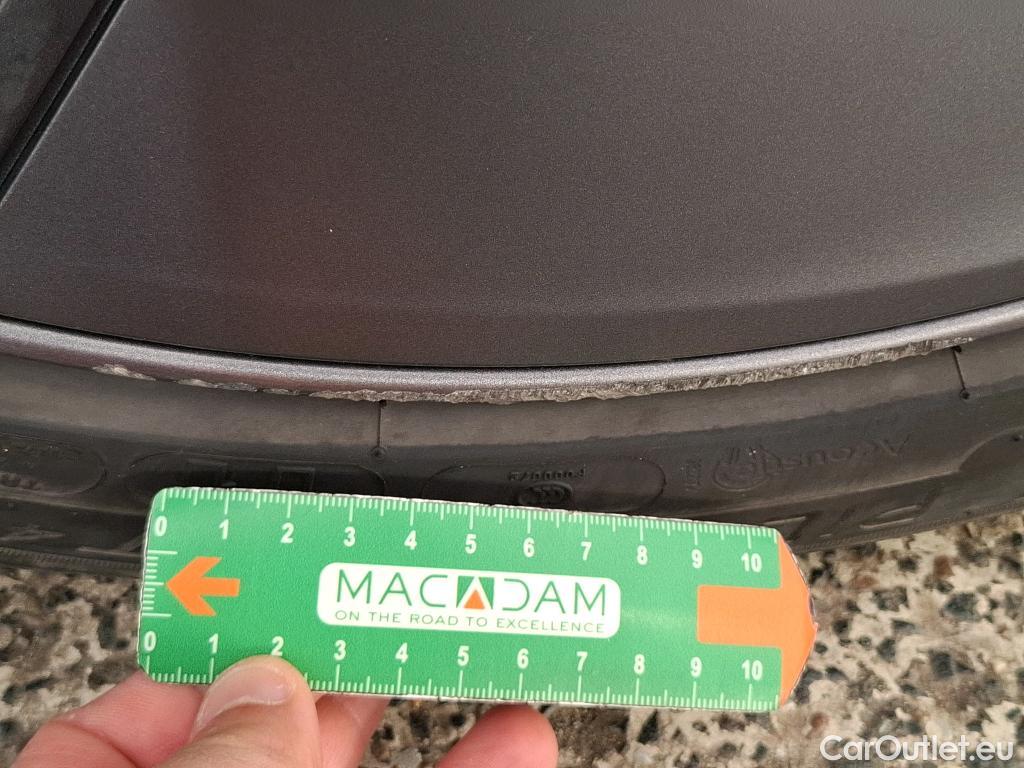 ACOUSTIC
0 1 2 3 4 5 6 7 8 9 10
MACADAM
ON THE ROAD TO EXCELLENCE
0 1 2 3 4 5 6 7 8 9 10
CarOutlet.eu